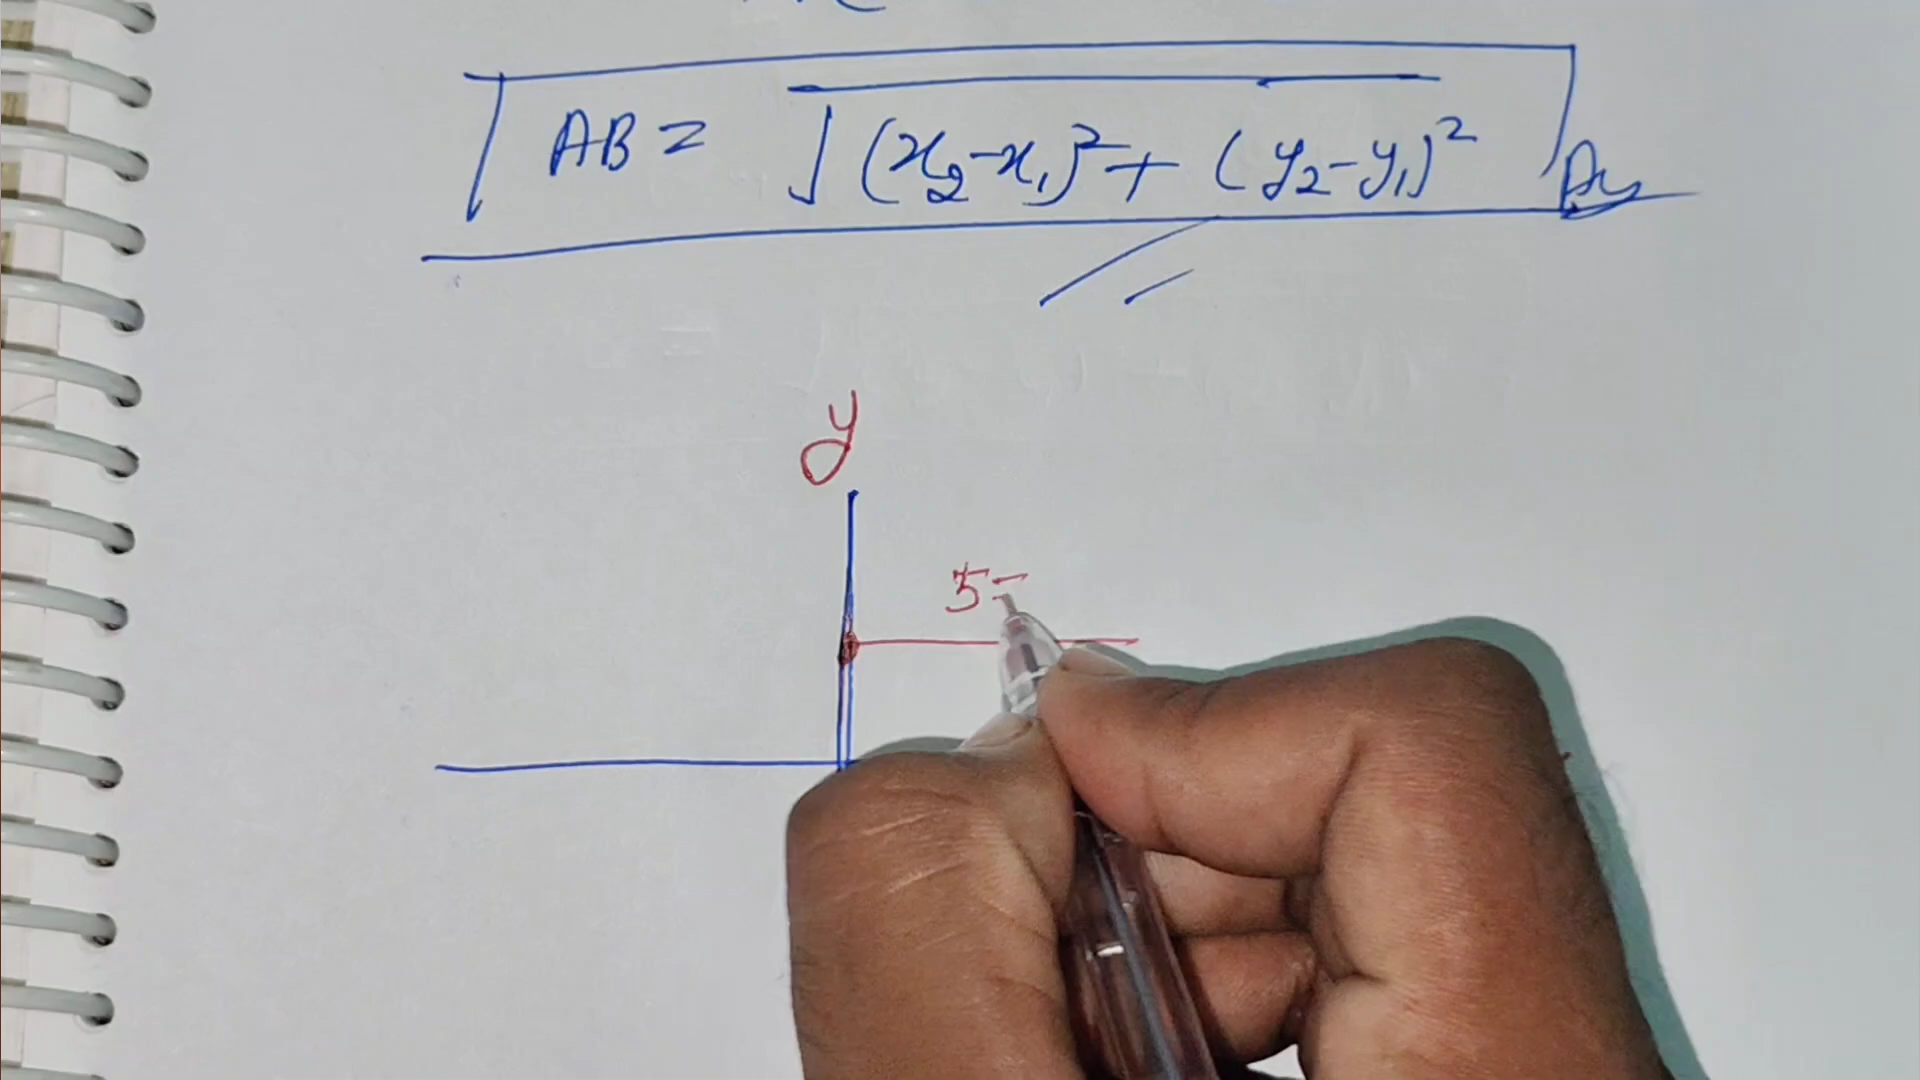 AB = √(x₂-x₁)²+ (y₂-y₁)²
y
5